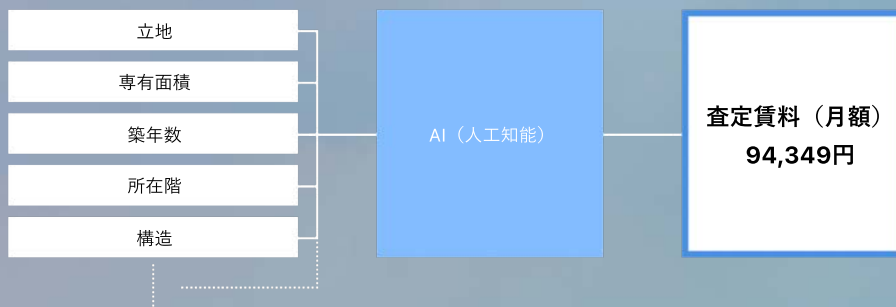 立地
専有面積
築年数
所在階
構造
AI（人工知能）
査定賃料（月額）
94,349円